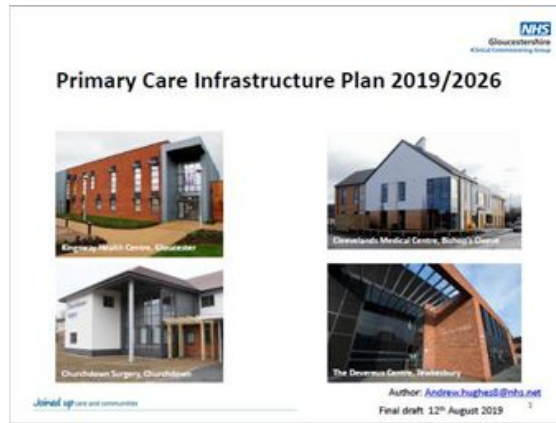 NHS
Gloucestershire
Clinical Commissioning Group
Primary Care Infrastructure Plan 2019/2026
Kingsway Health Centre, Gloucester
Cleevelands Medical Centre, Bishop's Cleeve
Churchdown Surgery, Churchdown
The Devereux Centre, Tewkesbury
Author: Andrew.hughes8@nhs.net
Joined up care and communities
Final draft 12th August 2019